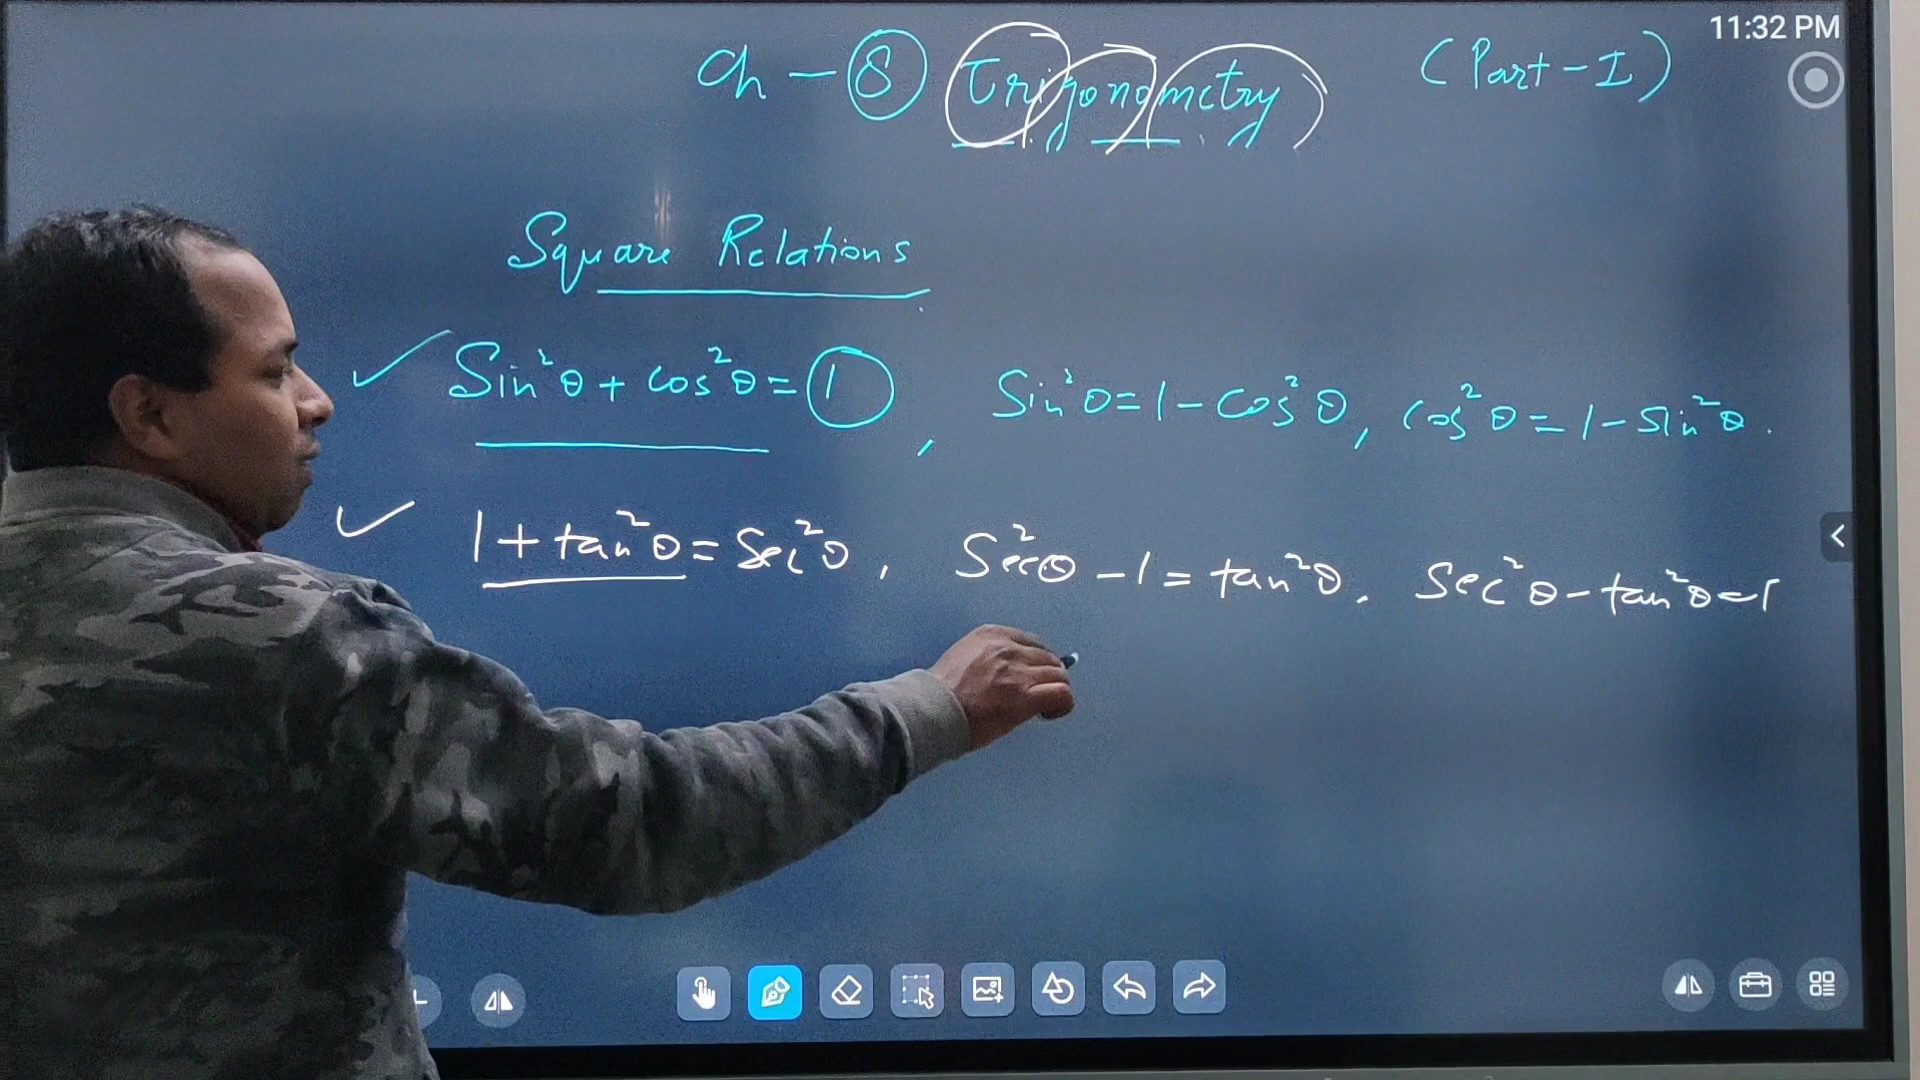 11:32 PM
Ch - 8 Trigonometry (Part-I)
Square Relations
Sin²θ + cos²θ = 1, Sin²θ = 1 - Cos²θ, cos²θ = 1 - Sin²θ.
1 + tan²θ = Sec²θ, Sec²θ - 1 = tan²θ. Sec²θ - tan²θ = 1